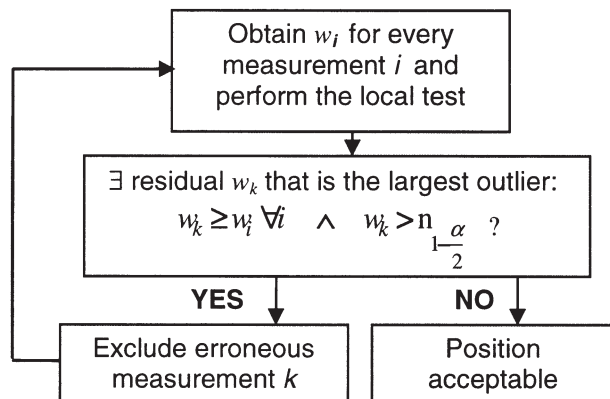 Obtain wᵢ for every
measurement i and
perform the local test
∃ residual wₖ that is the largest outlier:
wₖ ≥ wᵢ ∀i ∧ wₖ > n₁₋α/₂ ?
YES NO
Exclude erroneous
measurement k
Position
acceptable